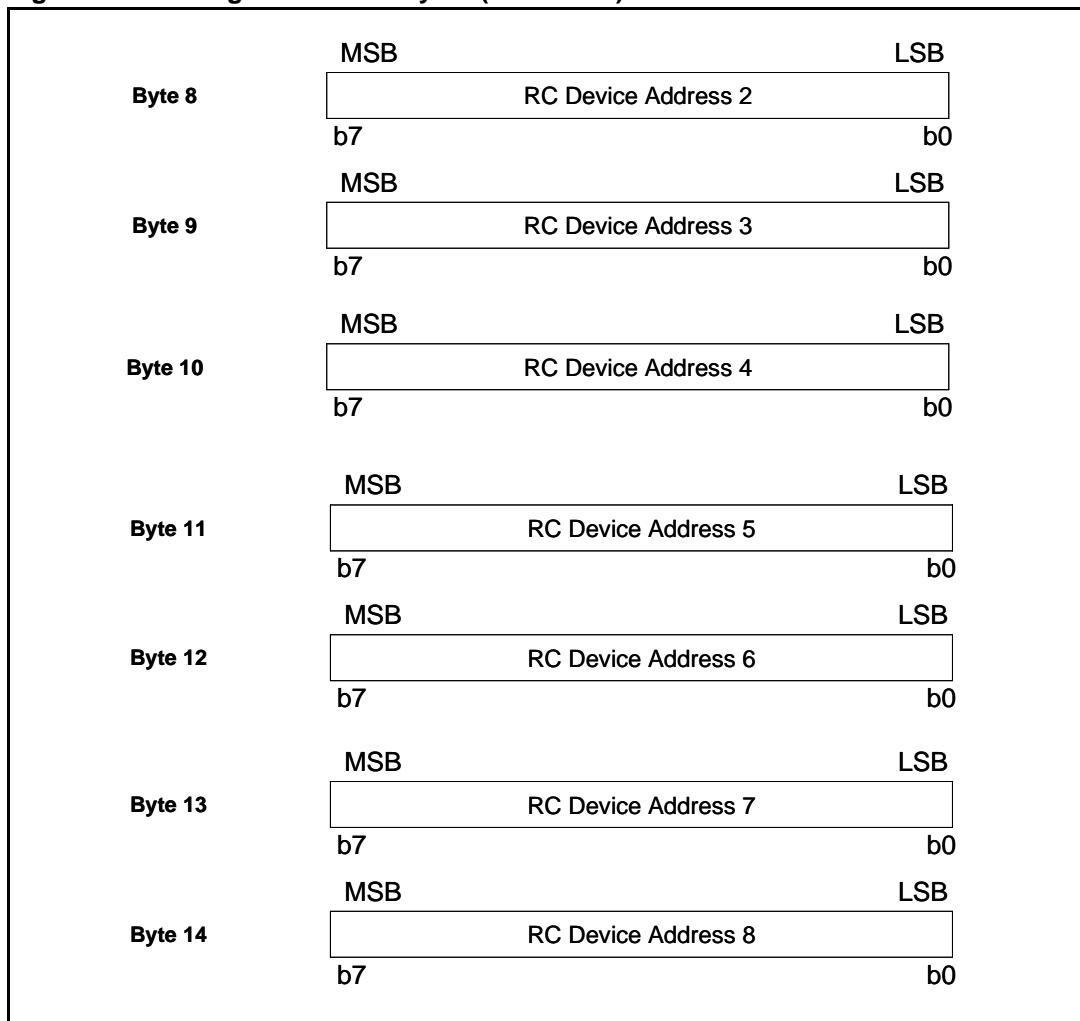 MSB LSB
Byte 8 RC Device Address 2
b7 b0
MSB LSB
Byte 9 RC Device Address 3
b7 b0
MSB LSB
Byte 10 RC Device Address 4
b7 b0
MSB LSB
Byte 11 RC Device Address 5
b7 b0
MSB LSB
Byte 12 RC Device Address 6
b7 b0
MSB LSB
Byte 13 RC Device Address 7
b7 b0
MSB LSB
Byte 14 RC Device Address 8
b7 b0